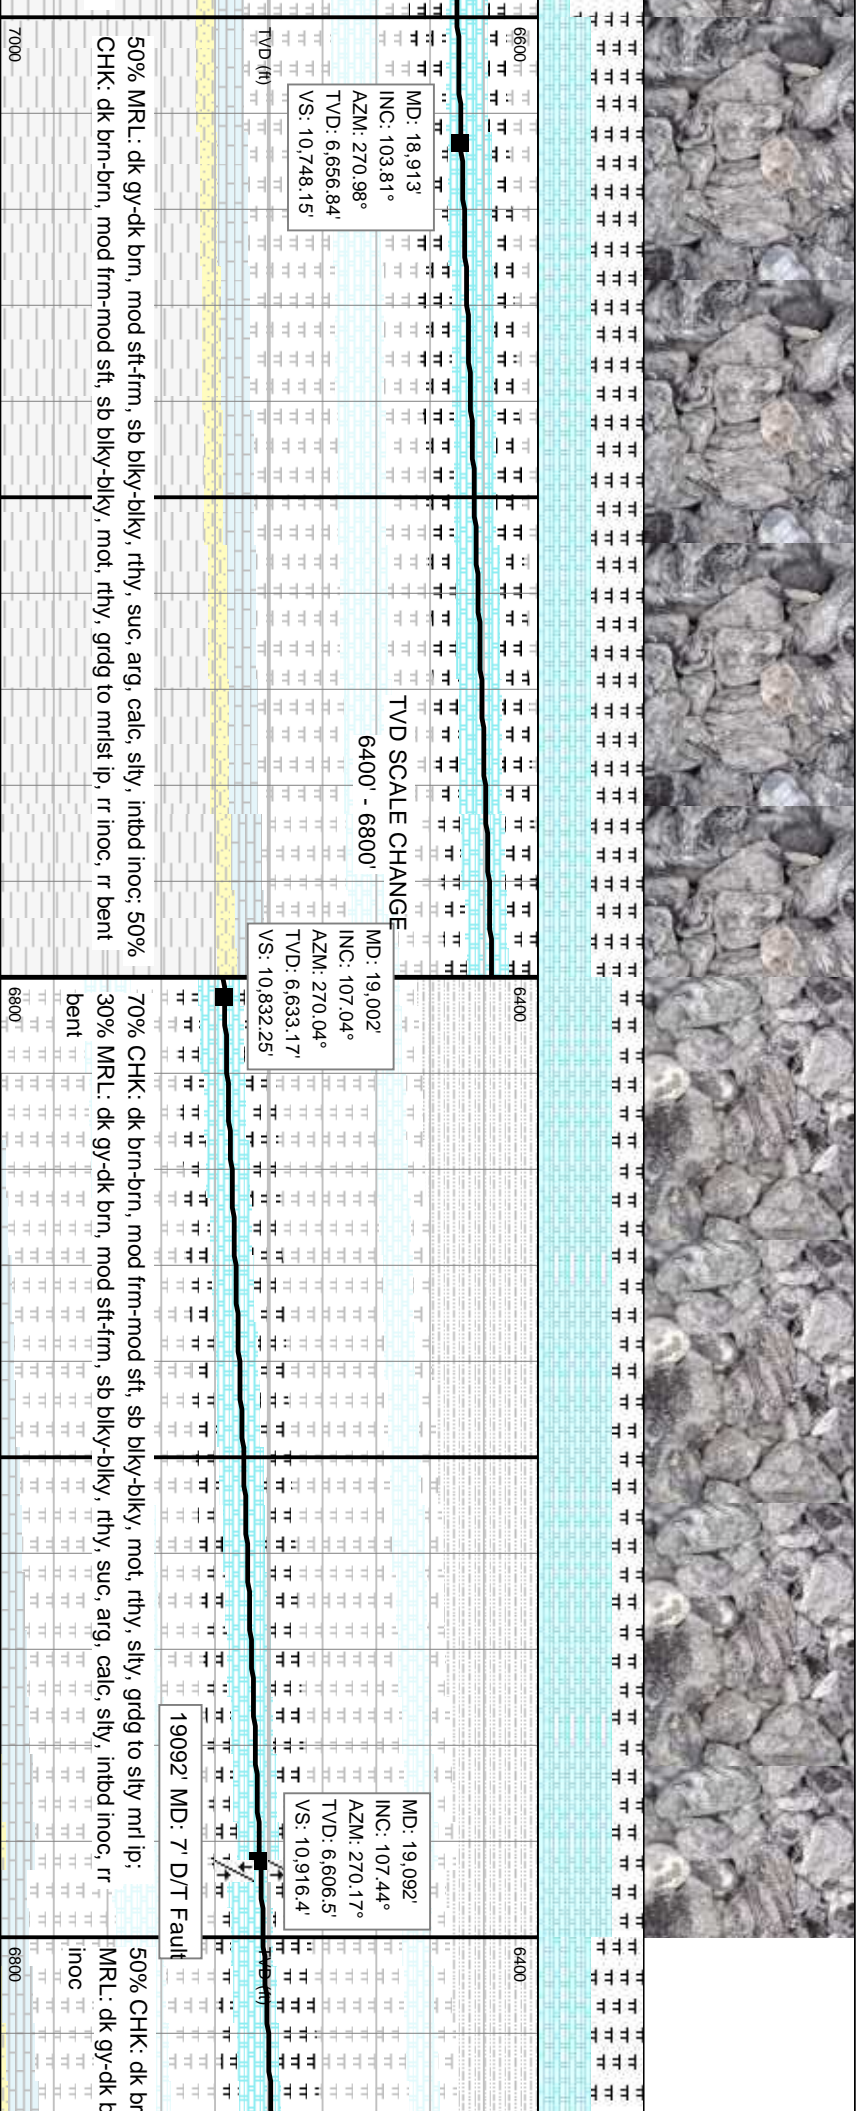 6600
TVD (ft)
7000
MD: 18,913'
INC: 103.81°
AZM: 270.98°
TVD: 6,656.84'
VS: 10,748.15'
50% MRL: dk gy-dk brn, mod sft-frm, sb blky-blky, rthy, suc, arg, calc, slty, intbd inoc; 50%
CHK: dk brn-brn, mod frm-mod sft, sb blky-blky, mot, rthy, grdg to mrlst ip, rr inoc, rr bent
TVD SCALE CHANGE
6400' - 6800'
MD: 19,002'
INC: 107.04°
AZM: 270.04°
TVD: 6,633.17'
VS: 10,832.25'
6400
6800
70% CHK: dk brn-brn, mod frm-mod sft, sb blky-blky, mot, rthy, slty, grdg to slty mrl ip;
30% MRL: dk gy-dk brn, mod sft-frm, sb blky-blky, rthy, suc, arg, calc, slty, intbd inoc, rr
bent
MD: 19,092'
INC: 107.44°
AZM: 270.17°
TVD: 6,606.5'
VS: 10,916.4'
19092' MD: 7' D/T Fault
6400
TVD (ft)
6800
50% CHK: dk br
MRL: dk gy-dk b
inoc